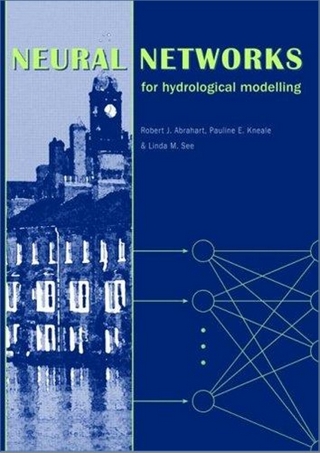 NEURAL NETWORKS
for hydrological modelling
Robert J. Abrahart, Pauline E. Kneale
& Linda M. See